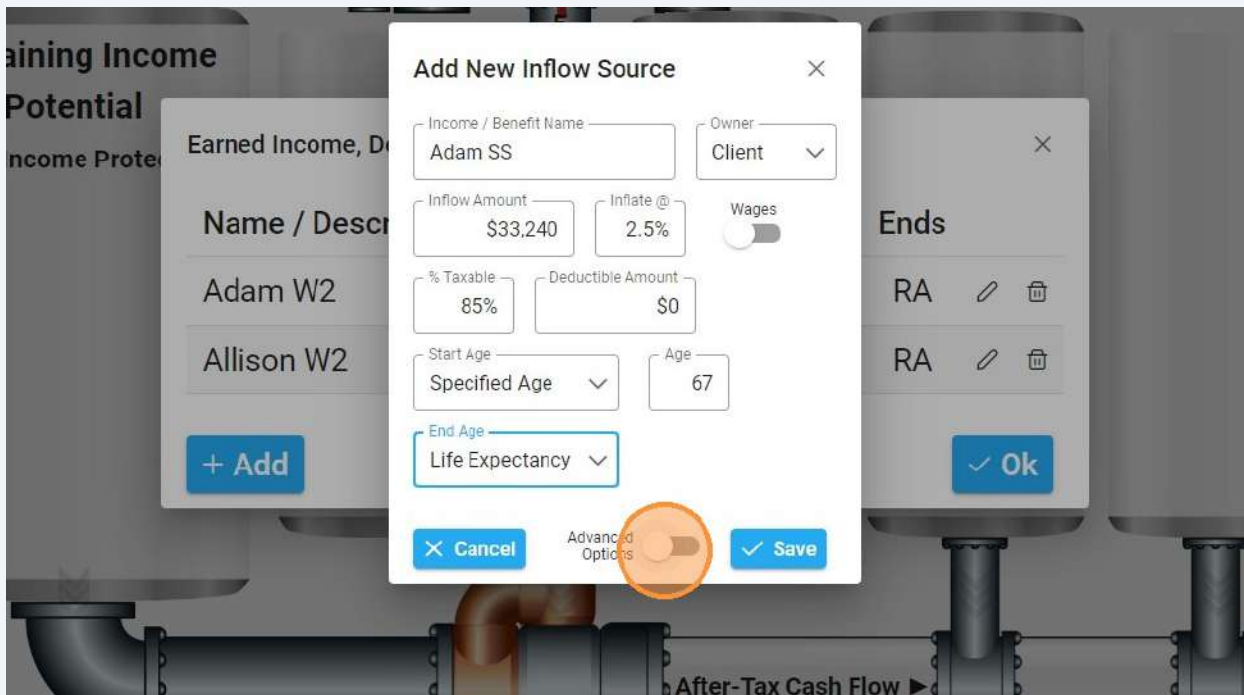 aining Income
Potential
ncome Prote
Earned Income, D
Name / Descr
Ends
Adam W2
RA
Allison W2
RA
+ Add
Ok
Add New Inflow Source
Income / Benefit Name
Adam SS
Owner
Client
Inflow Amount
$33,240
Inflate @
2.5%
Wages
% Taxable
85%
Deductible Amount
$0
Start Age
Specified Age
Age
67
End Age
Life Expectancy
Cancel
Advanced
Options
Save
After-Tax Cash Flow ►